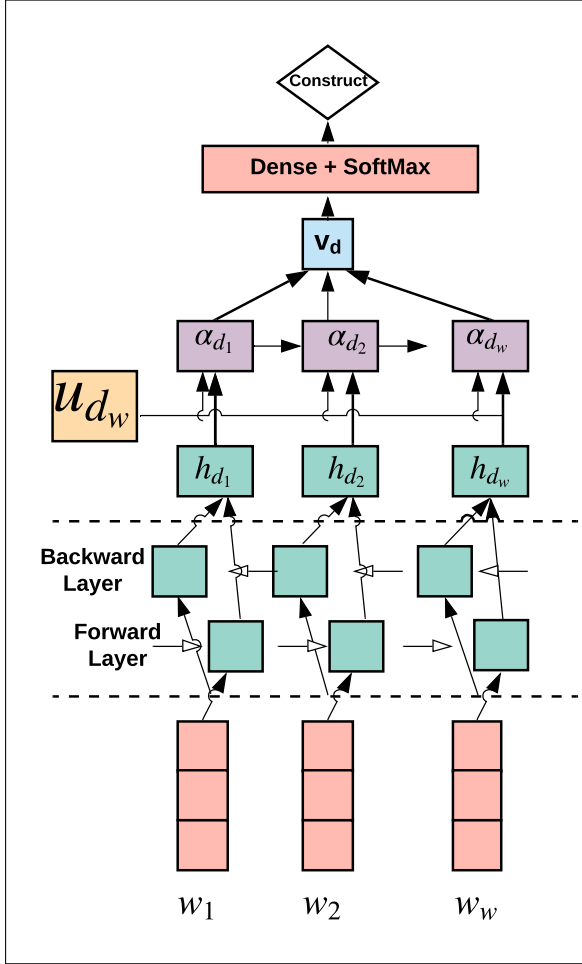 Construct
Dense + SoftMax
v_d
α_{d_1} α_{d_2} α_{d_w}
u_{d_w}
h_{d_1} h_{d_2} h_{d_w}
Backward
Layer
Forward
Layer
w_1 w_2 w_w